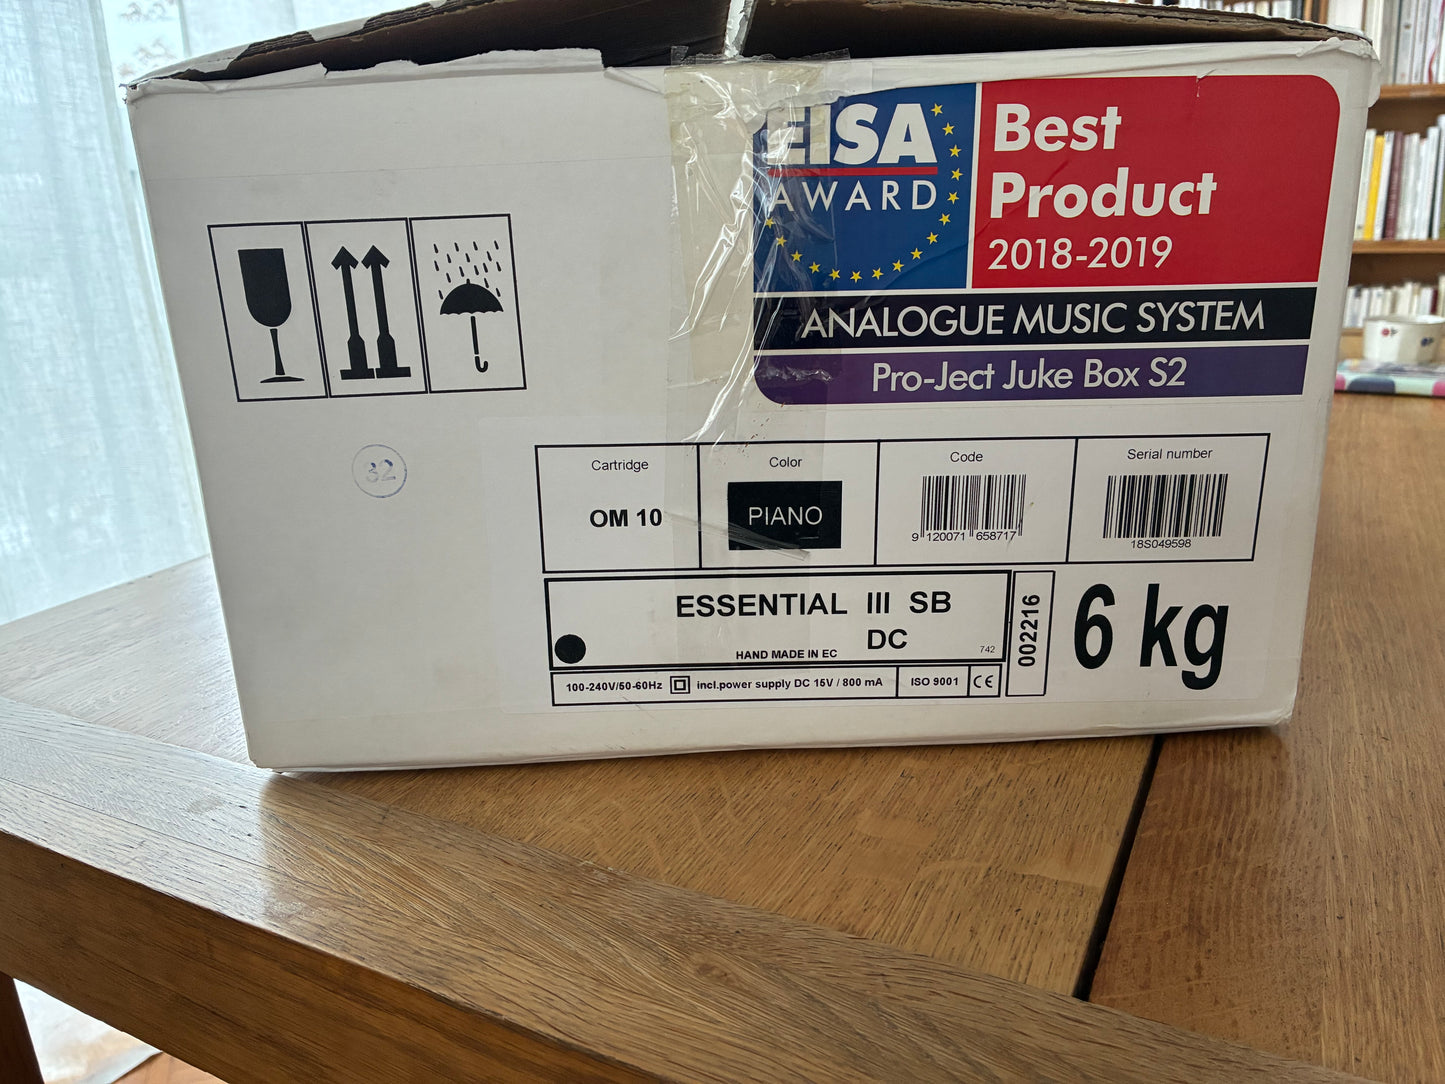 EISA
AWARD
Best
Product
2018-2019
ANALOGUE MUSIC SYSTEM
Pro-Ject Juke Box S2
32
Cartridge
OM 10
Color
PIANO
Code
9 120071 658717
Serial number
18S049598
ESSENTIAL III SB
DC
HAND MADE IN EC
742
002216
6 kg
100-240V/50-60Hz
incl.power supply DC 15V / 800 mA
ISO 9001
CE